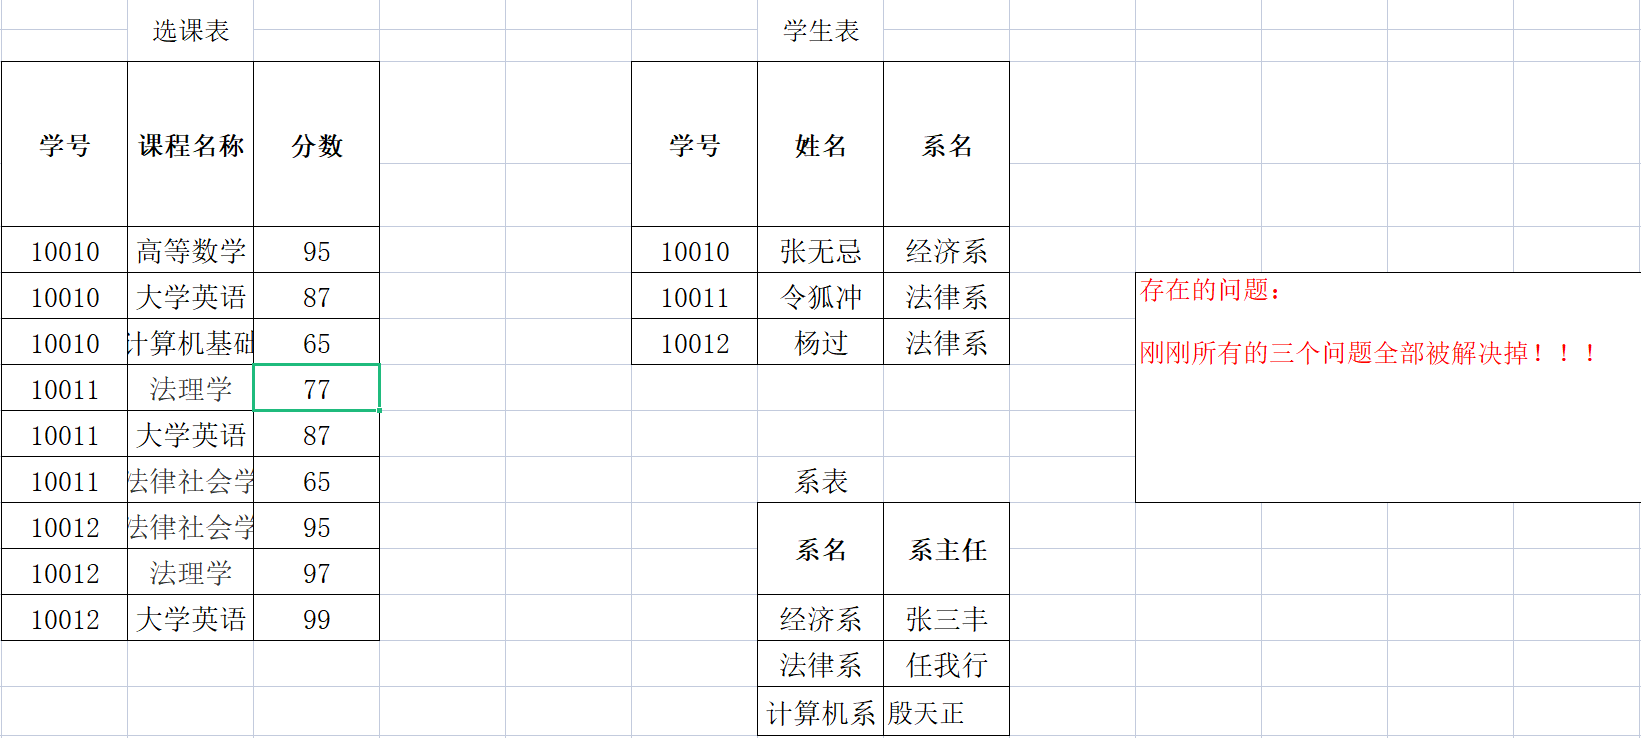 选课表
学号 课程名称 分数
10010 高等数学 95
10010 大学英语 87
10010 计算机基础 65
10011 法理学 77
10011 大学英语 87
10011 法律社会学 65
10012 法律社会学 95
10012 法理学 97
10012 大学英语 99
学生表
学号 姓名 系名
10010 张无忌 经济系
10011 令狐冲 法律系
10012 杨过 法律系
系表
系名 系主任
经济系 张三丰
法律系 任我行
计算机系 殷天正
存在的问题：
刚刚所有的三个问题全部被解决掉！！！